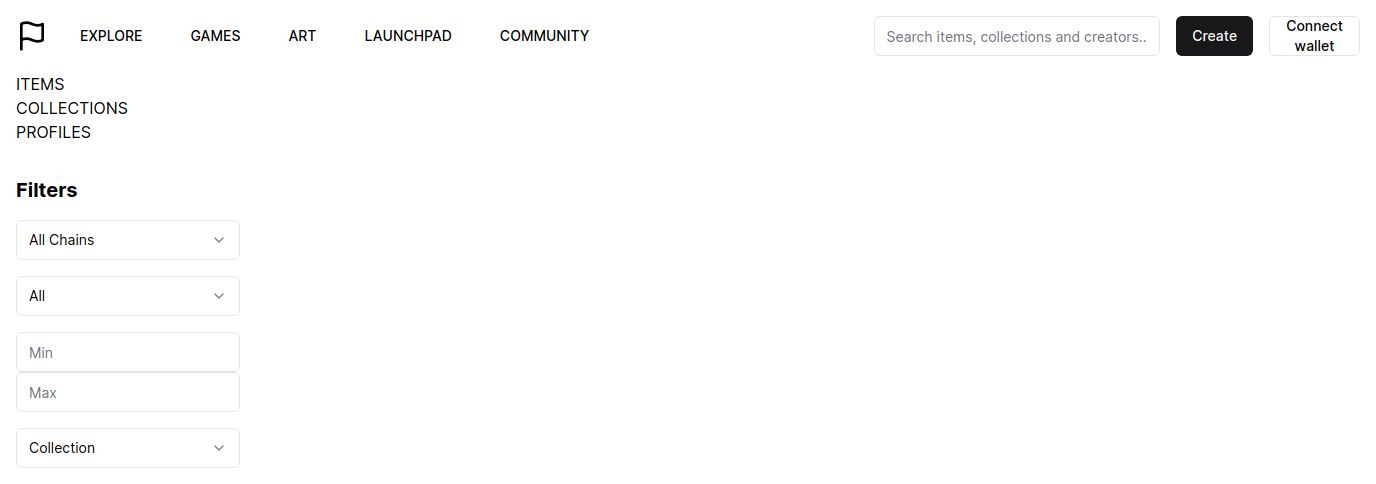 EXPLORE GAMES ART LAUNCHPAD COMMUNITY Search items, collections and creators.. Create Connect wallet
ITEMS
COLLECTIONS
PROFILES
Filters
All Chains
All
Min
Max
Collection